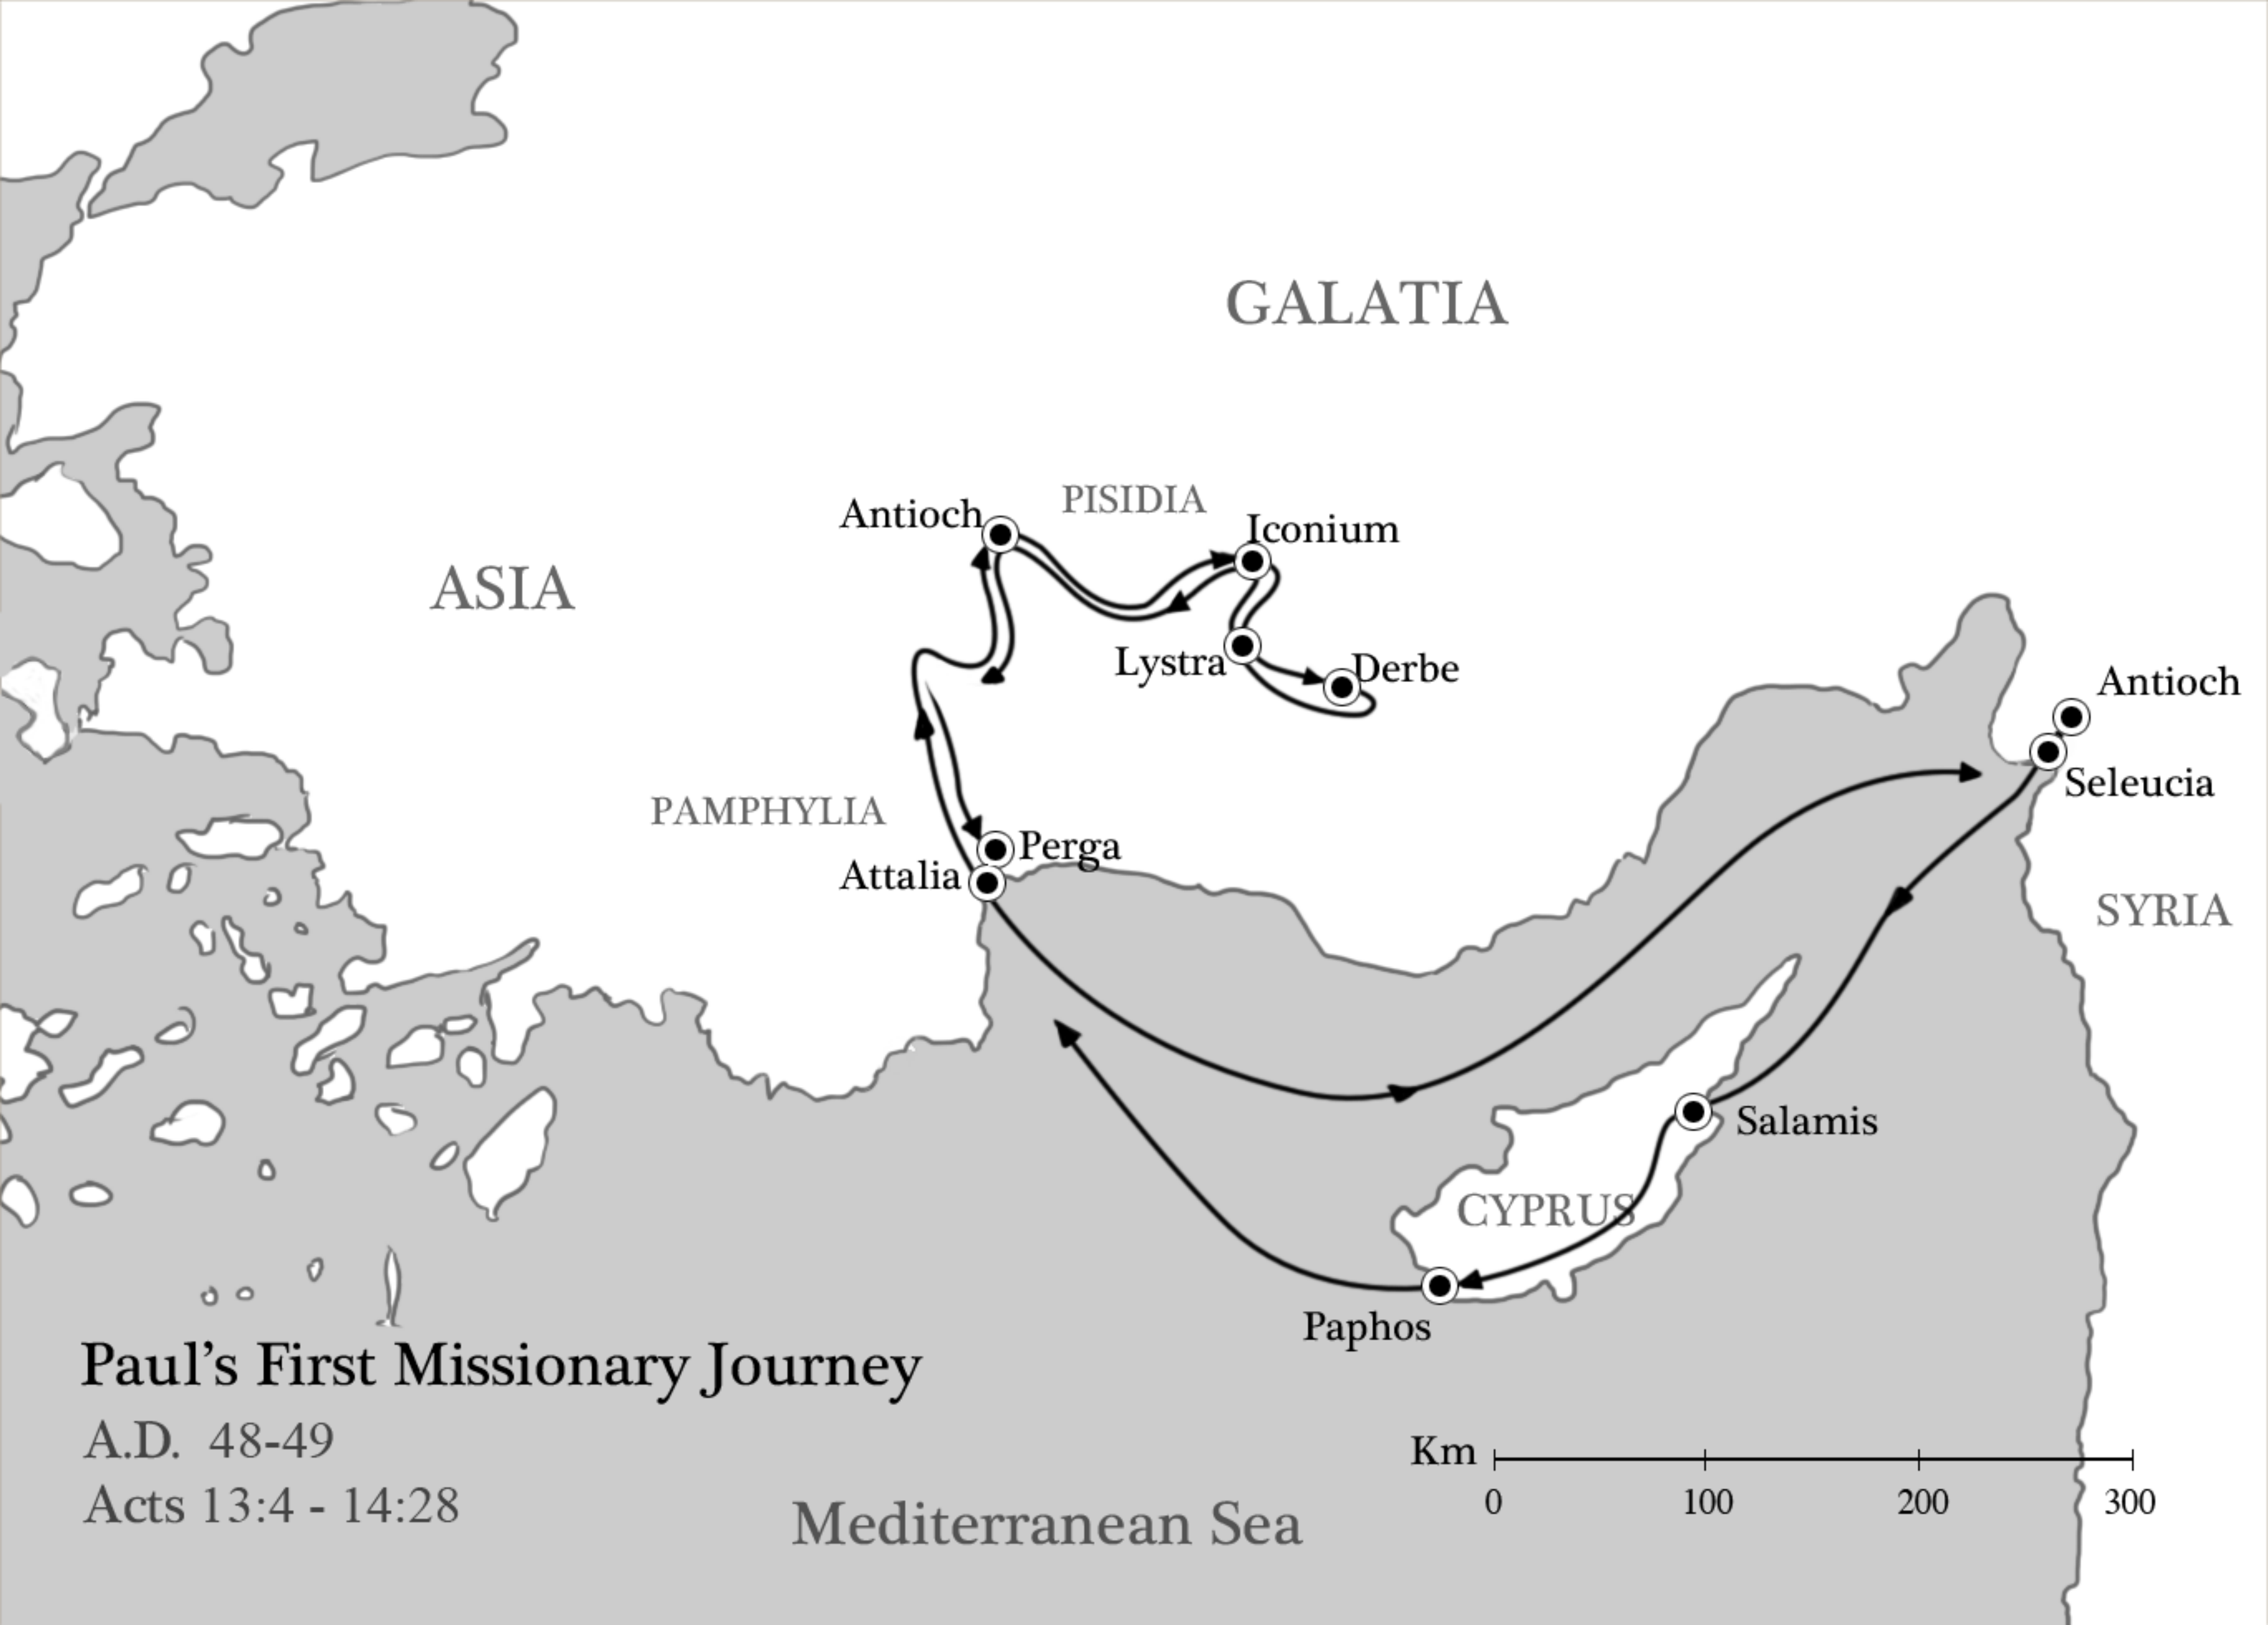 GALATIA
PISIDIA
Antioch
Iconium
ASIA
Lystra
Derbe
Antioch
Seleucia
PAMPHYLIA
Perga
Attalia
SYRIA
Salamis
CYPRUS
Paphos
Paul’s First Missionary Journey
A.D. 48-49
Acts 13:4 - 14:28
Mediterranean Sea
Km
0 100 200 300